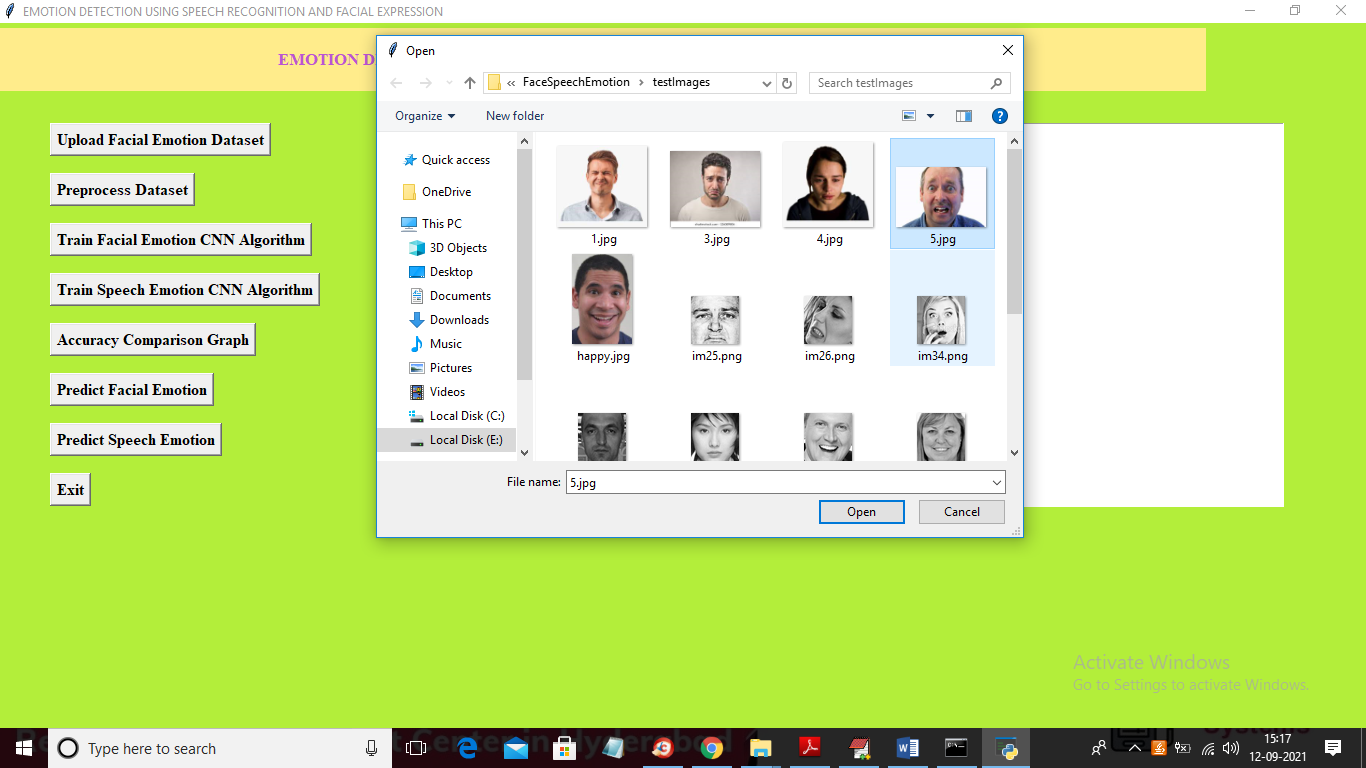 EMOTION DETECTION USING SPEECH RECOGNITION AND FACIAL EXPRESSION
EMOTION D
Open
« FaceSpeechEmotion › testImages
Search testImages
Organize
New folder
Upload Facial Emotion Dataset
Preprocess Dataset
Train Facial Emotion CNN Algorithm
Train Speech Emotion CNN Algorithm
Accuracy Comparison Graph
Predict Facial Emotion
Predict Speech Emotion
Exit
Quick access
OneDrive
This PC
3D Objects
Desktop
Documents
Downloads
Music
Pictures
Videos
Local Disk (C:)
Local Disk (E:)
1.jpg
3.jpg
4.jpg
5.jpg
happy.jpg
im25.png
im26.png
im34.png
File name: 5.jpg
Open
Cancel
Activate Windows
Go to Settings to activate Windows.
Type here to search
15:17
12-09-2021